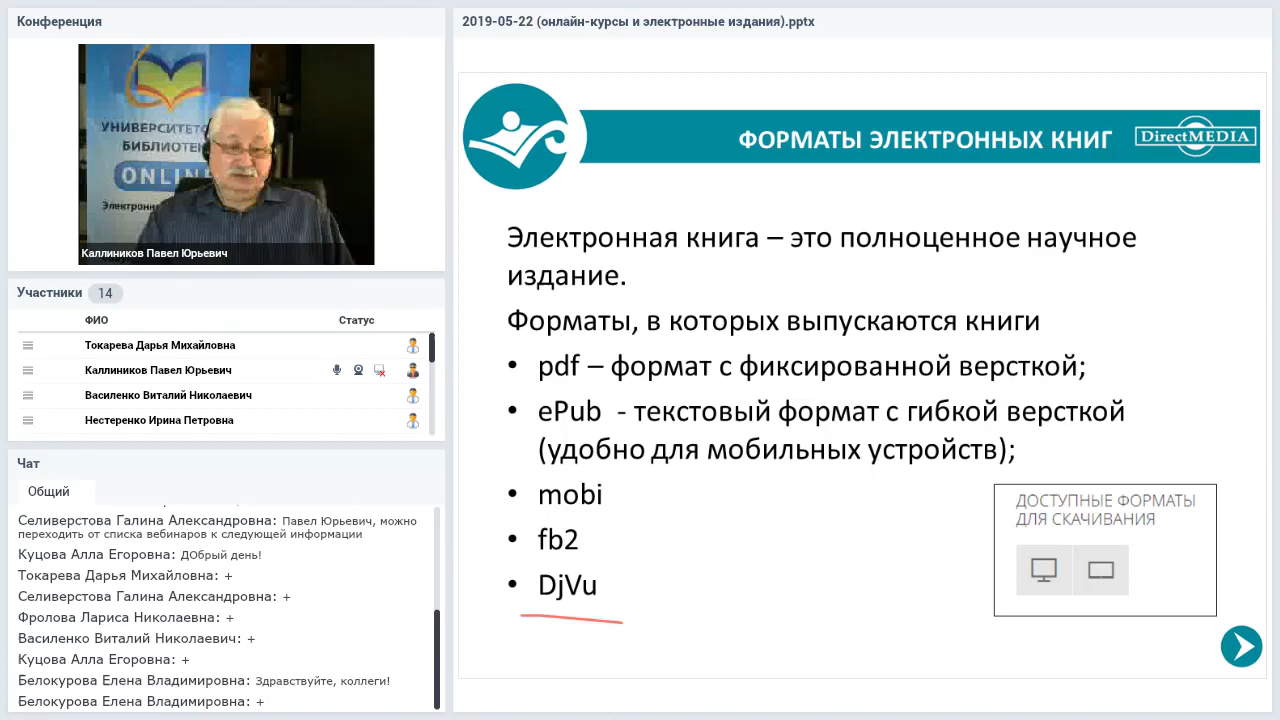 Конференция
УНИВЕРСИТЕТС
БИБЛИОТЕК
ONLIN
Электронн
Каллиников Павел Юрьевич
Участники 14
ФИО Статус
Токарева Дарья Михайловна
Каллиников Павел Юрьевич
Василенко Виталий Николаевич
Нестеренко Ирина Петровна
Чат
Общий
Селиверстова Галина Александровна: Павел Юрьевич, можно
переходить от списка вебинаров к следующей информации
Куцова Алла Егоровна: ДОбрый день!
Токарева Дарья Михайловна: +
Селиверстова Галина Александровна: +
Фролова Лариса Николаевна: +
Василенко Виталий Николаевич: +
Куцова Алла Егоровна: +
Белокурова Елена Владимировна: Здравствуйте, коллеги!
Белокурова Елена Владимировна: +
2019-05-22 (онлайн-курсы и электронные издания).pptx
ФОРМАТЫ ЭЛЕКТРОННЫХ КНИГ
DirectMEDIA
Электронная книга – это полноценное научное
издание.
Форматы, в которых выпускаются книги
• pdf – формат с фиксированной версткой;
• ePub - текстовый формат с гибкой версткой
(удобно для мобильных устройств);
• mobi
• fb2
• DjVu
ДОСТУПНЫЕ ФОРМАТЫ
ДЛЯ СКАЧИВАНИЯ